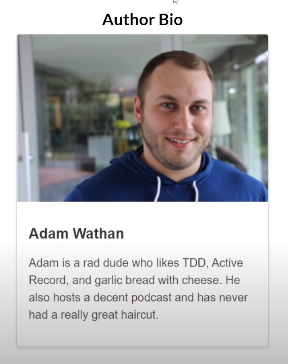 Author Bio
Adam Wathan
Adam is a rad dude who likes TDD, Active
Record, and garlic bread with cheese. He
also hosts a decent podcast and has never
had a really great haircut.